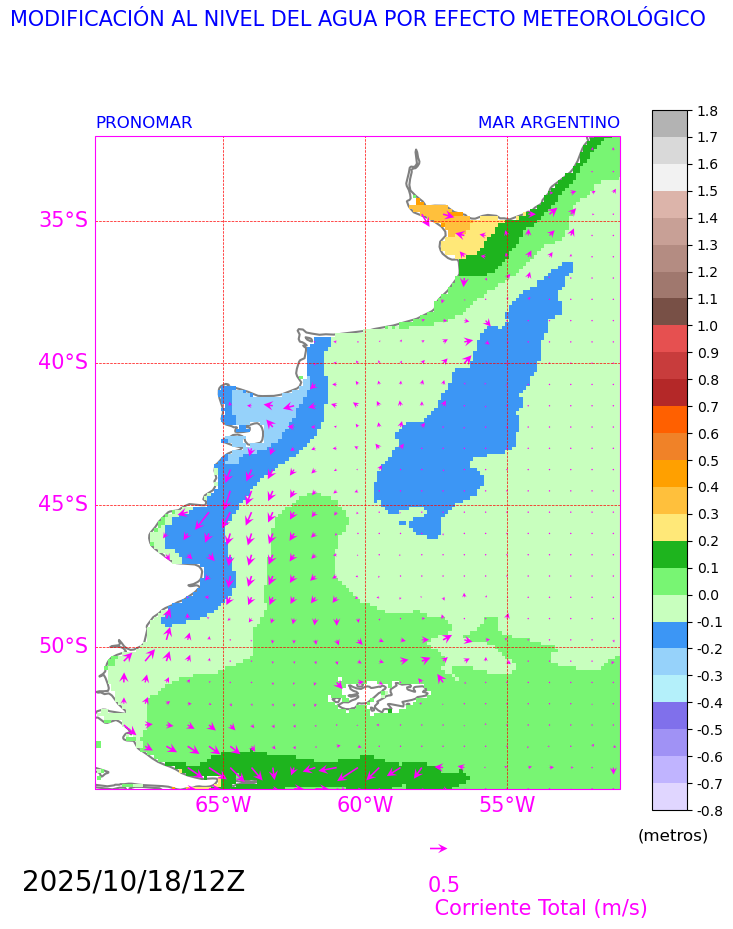 MODIFICACIÓN AL NIVEL DEL AGUA POR EFECTO METEOROLÓGICO
PRONOMAR
MAR ARGENTINO
35°S
40°S
45°S
50°S
65°W
60°W
55°W
1.8
1.7
1.6
1.5
1.4
1.3
1.2
1.1
1.0
0.9
0.8
0.7
0.6
0.5
0.4
0.3
0.2
0.1
0.0
-0.1
-0.2
-0.3
-0.4
-0.5
-0.6
-0.7
-0.8
(metros)
2025/10/18/12Z
0.5
Corriente Total (m/s)